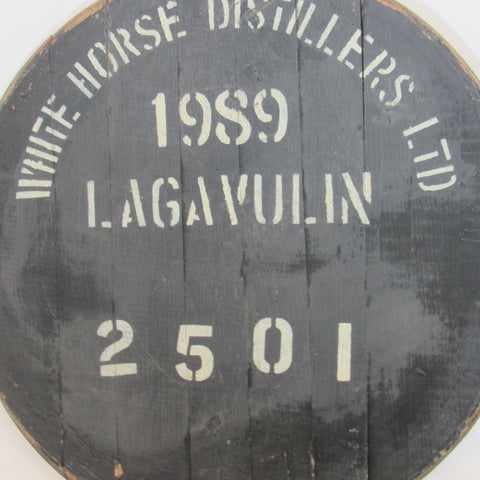 WHITE HORSE DISTILLERS LTD
1989
LAGAVULIN
2501